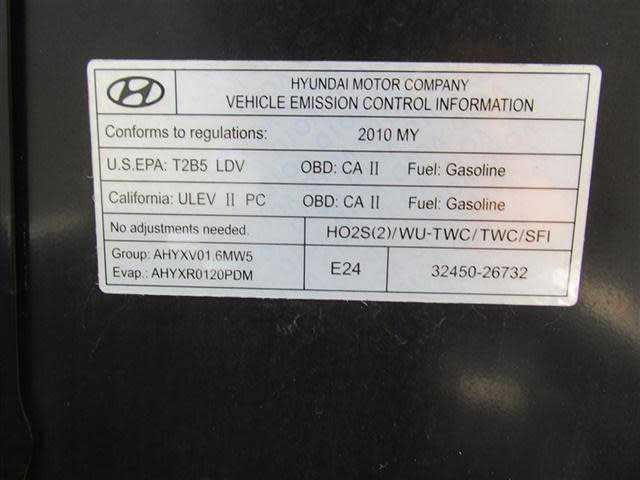 HYUNDAI MOTOR COMPANY
VEHICLE EMISSION CONTROL INFORMATION
Conforms to regulations: 2010 MY
U.S.EPA: T2B5 LDV OBD: CA II Fuel: Gasoline
California: ULEV II PC OBD: CA II Fuel: Gasoline
No adjustments needed. HO2S(2)/WU-TWC/TWC/SFI
Group: AHYXV01.6MW5
Evap.: AHYXR0120PDM
E24 32450-26732